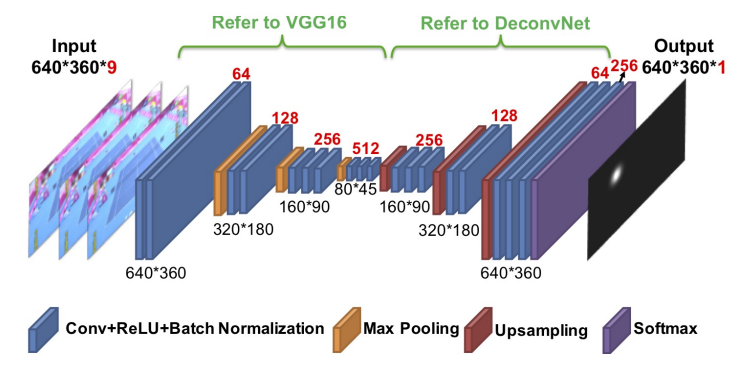 Refer to VGG16
Refer to DeconvNet
Input
640*360*9
Output
640*360*1
64
128
256
512
256
128
64
256
640*360
320*180
160*90
80*45
160*90
320*180
640*360
Conv+ReLU+Batch Normalization
Max Pooling
Upsampling
Softmax